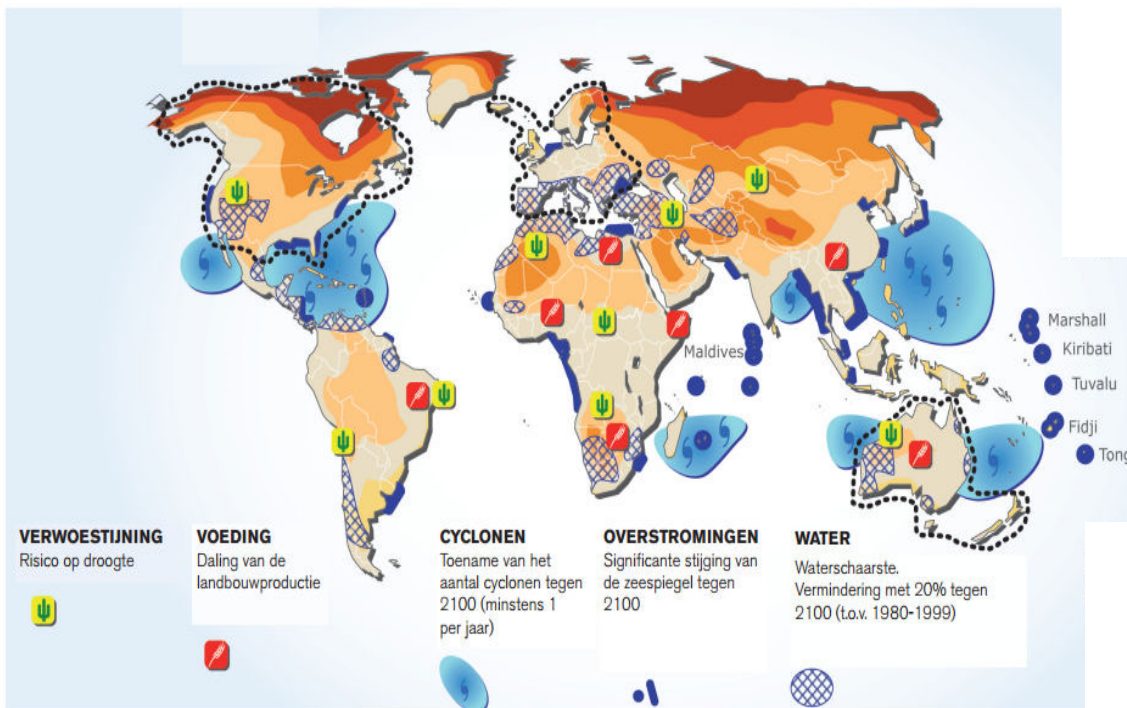 Maldives
Marshall
Kiribati
Tuvalu
Fidji
Tong
VERWOESTIJNING
Risico op droogte
VOEDING
Daling van de
landbouwproductie
CYCLONEN
Toename van het
aantal cyclonen tegen
2100 (minstens 1
per jaar)
OVERSTROMINGEN
Significante stijging van
de zeespiegel tegen
2100
WATER
Waterschaarste.
Vermindering met 20% tegen
2100 (t.o.v. 1980-1999)